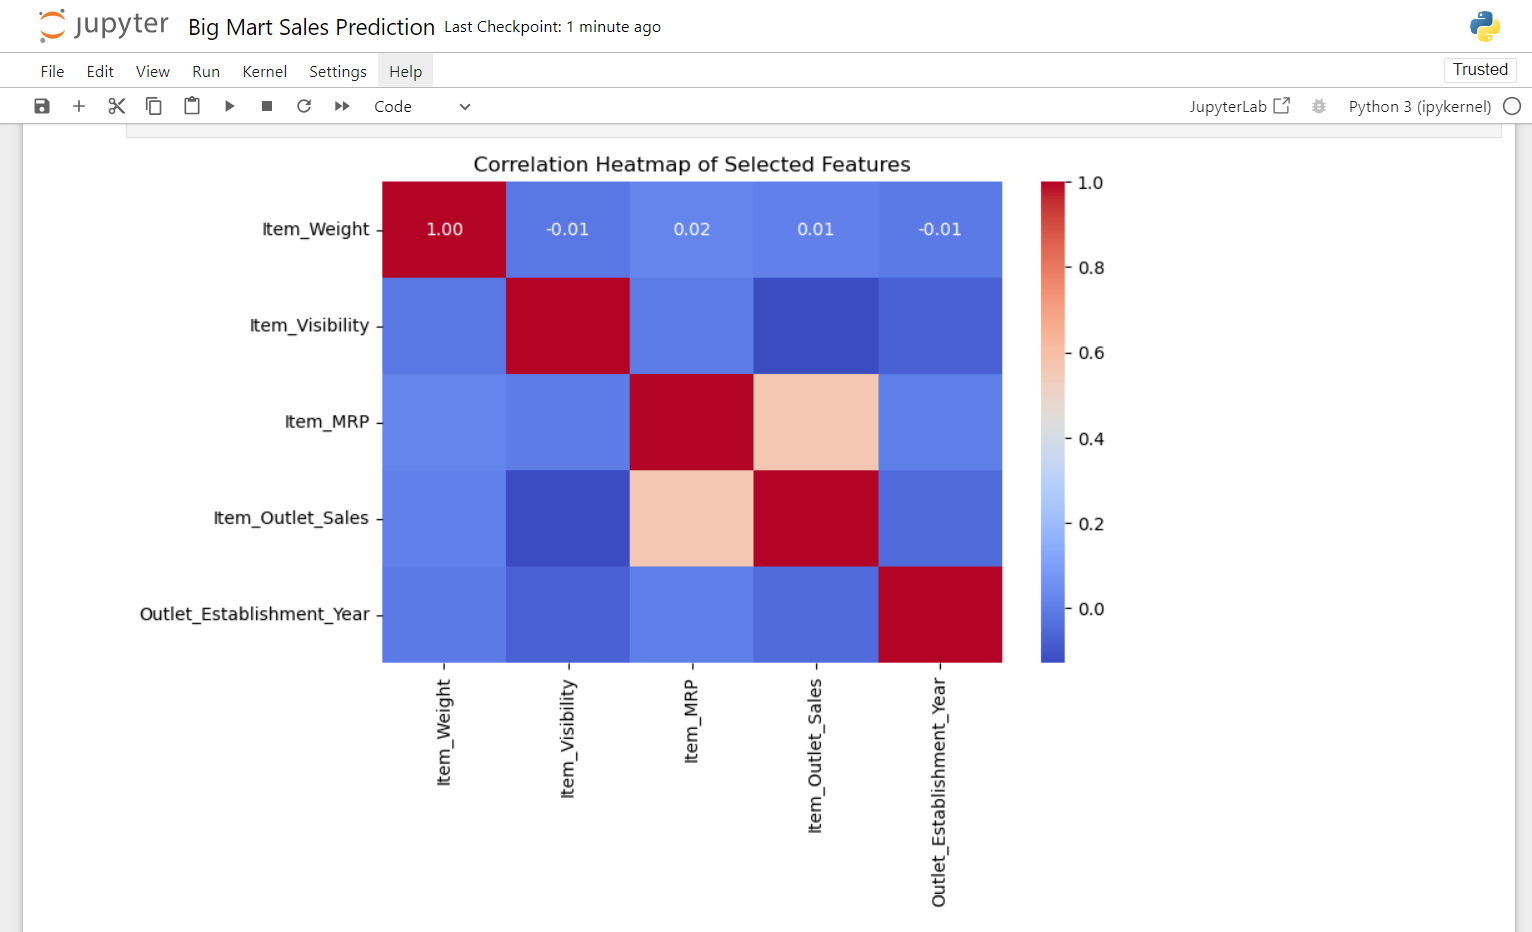 jupyter Big Mart Sales Prediction Last Checkpoint: 1 minute ago
File Edit View Run Kernel Settings Help Trusted
Code JupyterLab Python 3 (ipykernel)
Correlation Heatmap of Selected Features
Item_Weight 1.00 -0.01 0.02 0.01 -0.01
Item_Visibility
Item_MRP
Item_Outlet_Sales
Outlet_Establishment_Year
Item_Weight
Item_Visibility
Item_MRP
Item_Outlet_Sales
Outlet_Establishment_Year
1.0
0.8
0.6
0.4
0.2
0.0